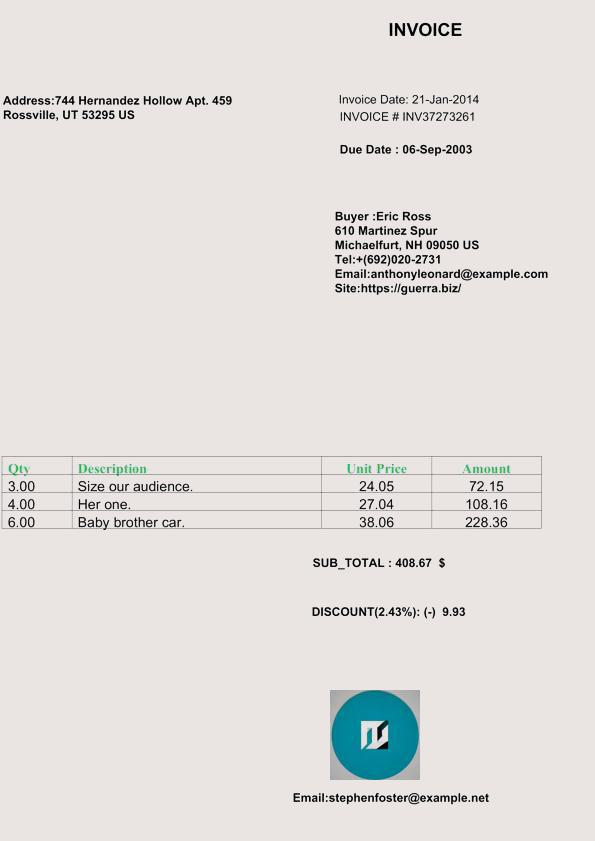 INVOICE
Address:744 Hernandez Hollow Apt. 459
Rossville, UT 53295 US
Invoice Date: 21-Jan-2014
INVOICE # INV37273261
Due Date : 06-Sep-2003
Buyer :Eric Ross
610 Martinez Spur
Michaelfurt, NH 09050 US
Tel:+(692)020-2731
Email:anthonyleonard@example.com
Site:https://guerra.biz/
Qty Description Unit Price Amount
3.00 Size our audience. 24.05 72.15
4.00 Her one. 27.04 108.16
6.00 Baby brother car. 38.06 228.36
SUB_TOTAL : 408.67 $
DISCOUNT(2.43%): (-) 9.93
Email:stephenfoster@example.net